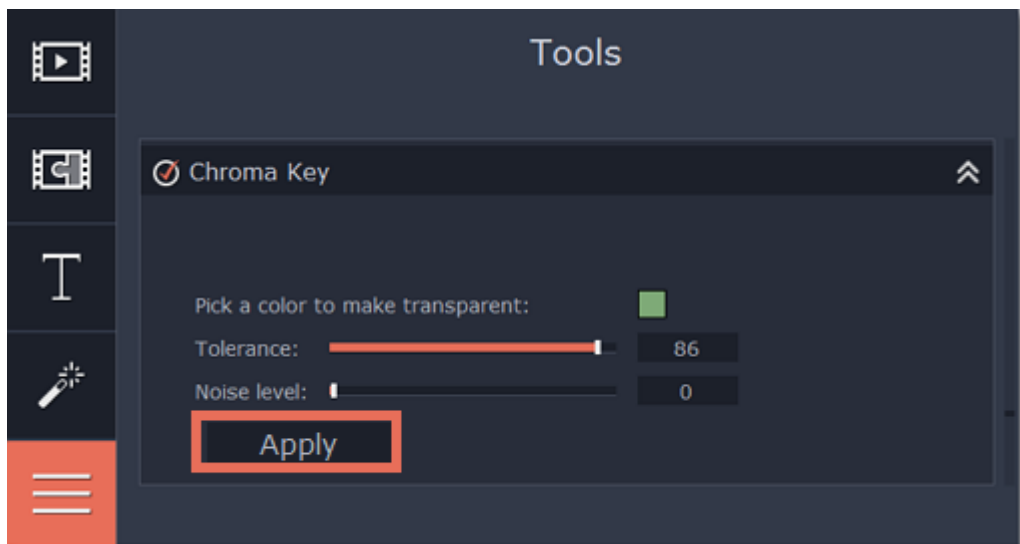 Tools
Chroma Key
Pick a color to make transparent:
Tolerance: 86
Noise level: 0
Apply
T